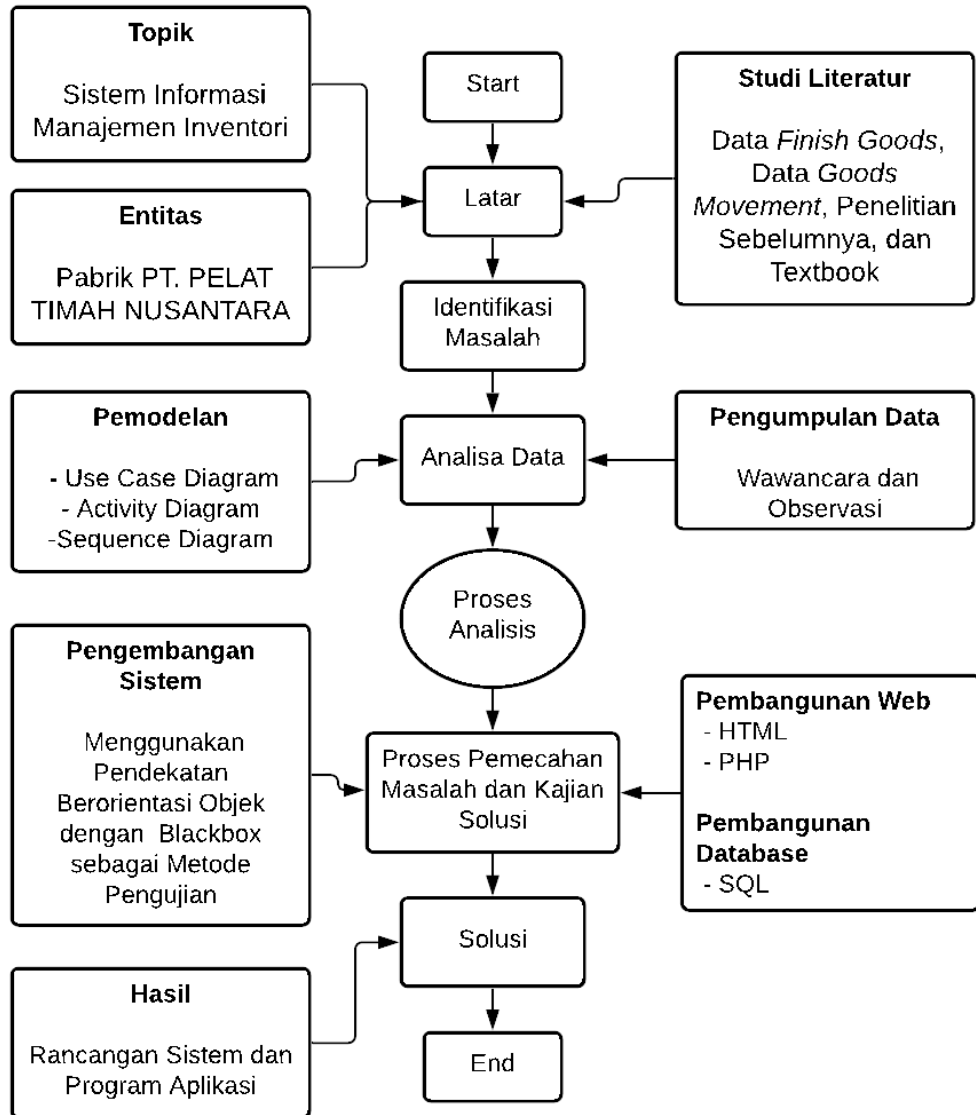 Topik
Sistem Informasi
Manajemen Inventori
Start
Studi Literatur
Data Finish Goods,
Data Goods
Movement, Penelitian
Sebelumnya, dan
Textbook
Latar
Entitas
Pabrik PT. PELAT
TIMAH NUSANTARA
Identifikasi
Masalah
Pemodelan
- Use Case Diagram
- Activity Diagram
-Sequence Diagram
Analisa Data
Pengumpulan Data
Wawancara dan
Observasi
Proses
Analisis
Pengembangan
Sistem
Menggunakan
Pendekatan
Berorientasi Objek
dengan Blackbox
sebagai Metode
Pengujian
Proses Pemecahan
Masalah dan Kajian
Solusi
Pembangunan Web
- HTML
- PHP
Pembangunan
Database
- SQL
Solusi
Hasil
Rancangan Sistem dan
Program Aplikasi
End